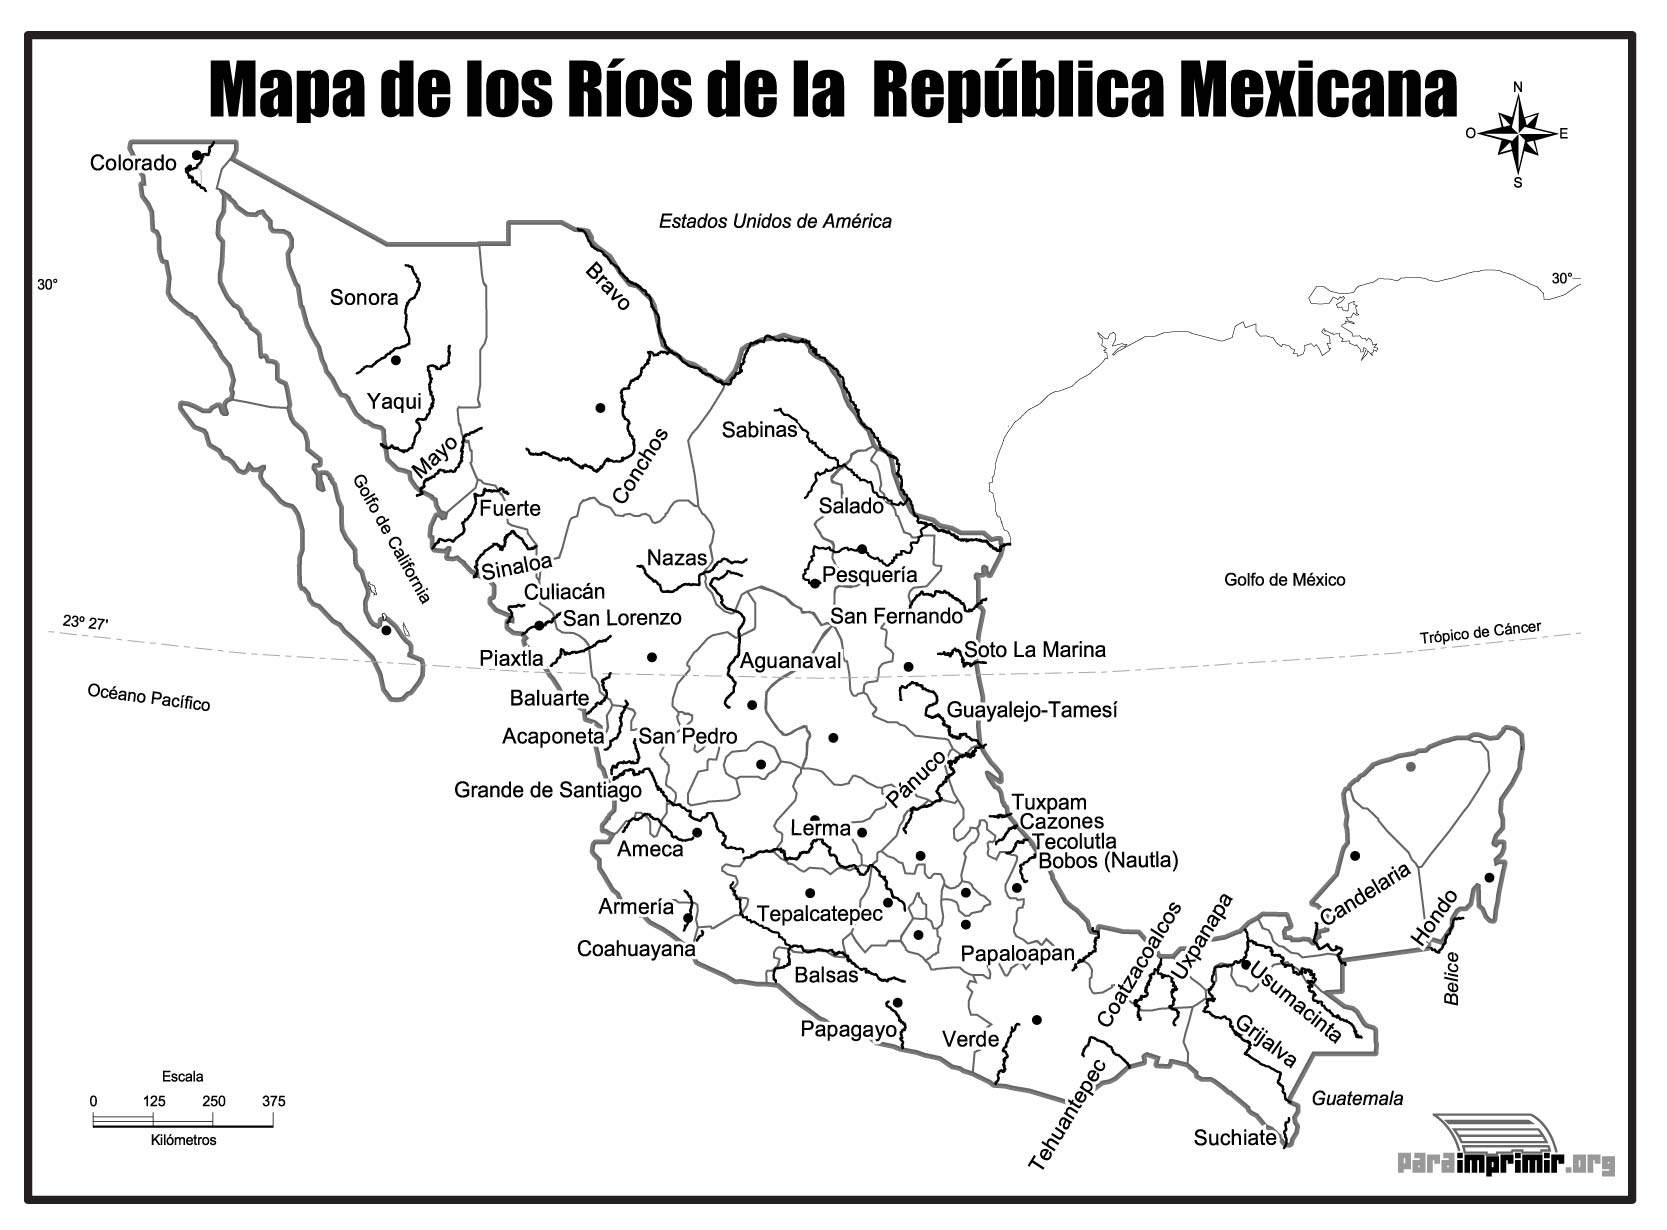 Mapa de los Ríos de la República Mexicana
N
O
E
S
Colorado
Estados Unidos de América
30°
30°
Bravo
Sonora
Yaqui
Mayo
Conchos
Sabinas
Golfo de California
Fuerte
Salado
Sinaloa
Nazas
Pesquería
Golfo de México
Culiacán
San Lorenzo
San Fernando
23º 27'
Trópico de Cáncer
Piaxtla
Aguanaval
Soto La Marina
Océano Pacífico
Baluarte
Guayalejo-Tamesí
Acaponeta
San Pedro
Pánuco
Grande de Santiago
Tuxpam
Cazones
Lerma
Tecolutla
Ameca
Bobos (Nautla)
Candelaria
Armería
Tepalcatepec
Hondo
Coahuayana
Papaloapan
Coatzacoalcos
Uxpanapa
Balsas
Usumacinta
Belice
Papagayo
Verde
Grijalva
Tehuantepec
Escala
0 125 250 375
Kilómetros
Guatemala
Suchiate
paraimprimir.org